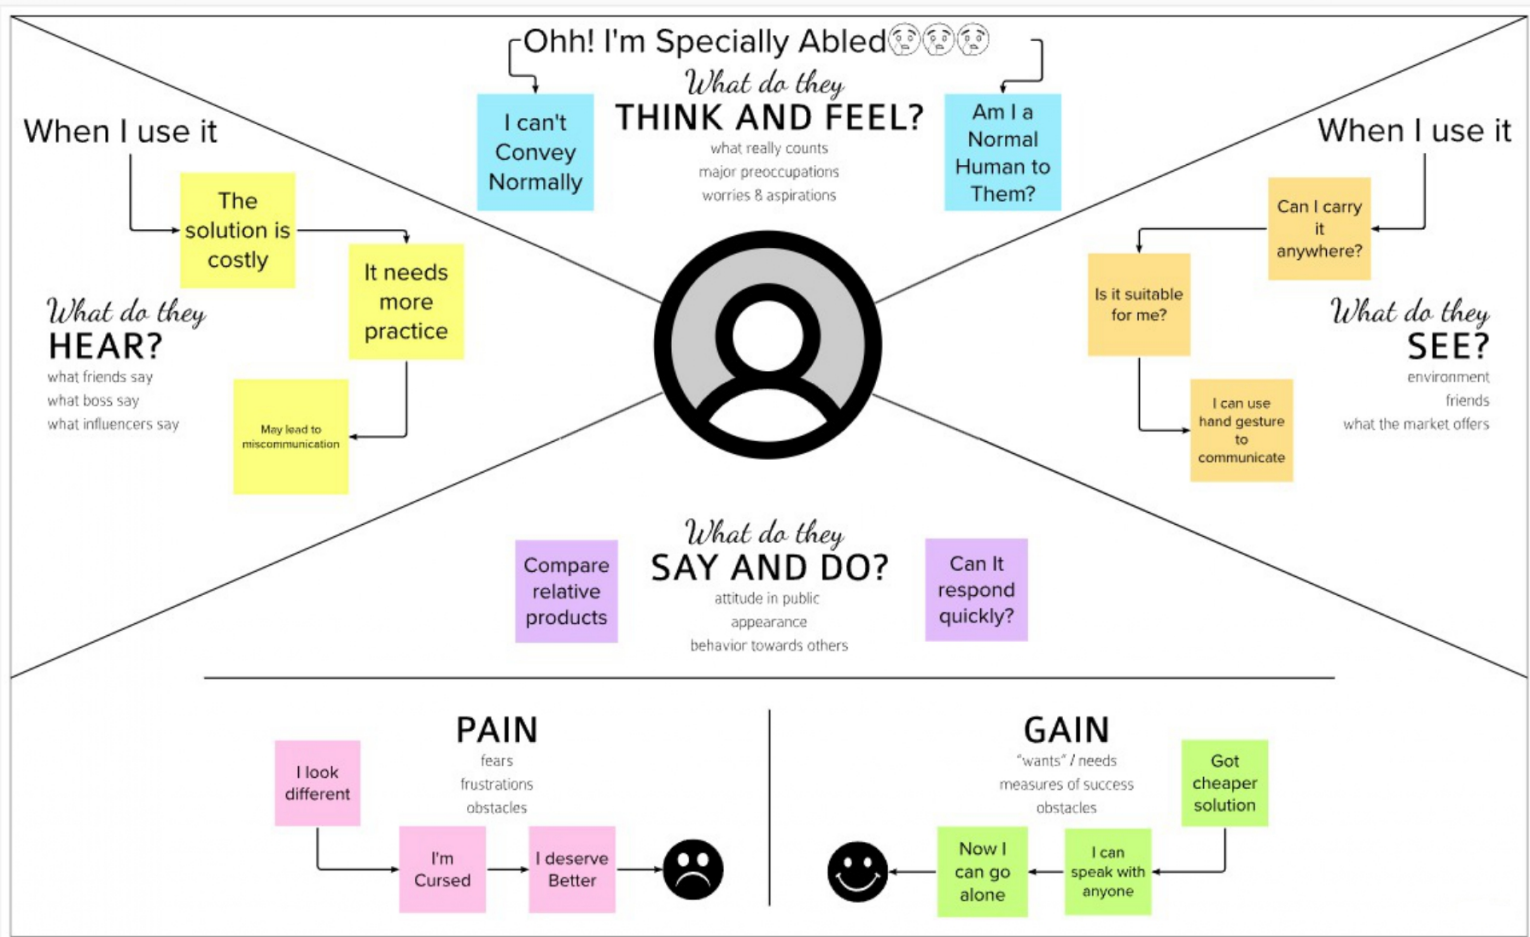 Ohh! I'm Specially Abled
What do they
THINK AND FEEL?
what really counts
major preoccupations
worries & aspirations
I can't
Convey
Normally
Am I a
Normal
Human to
Them?
When I use it
The
solution is
costly
It needs
more
practice
May lead to
miscommunication
What do they
HEAR?
what friends say
what boss say
what influencers say
When I use it
Can I carry
it
anywhere?
Is it suitable
for me?
I can use
hand gesture
to
communicate
What do they
SEE?
environment
friends
what the market offers
What do they
SAY AND DO?
attitude in public
appearance
behavior towards others
Compare
relative
products
Can It
respond
quickly?
PAIN
fears
frustrations
obstacles
I look
different
I'm
Cursed
I deserve
Better
GAIN
"wants" / needs
measures of success
obstacles
Got
cheaper
solution
I can
speak with
anyone
Now I
can go
alone